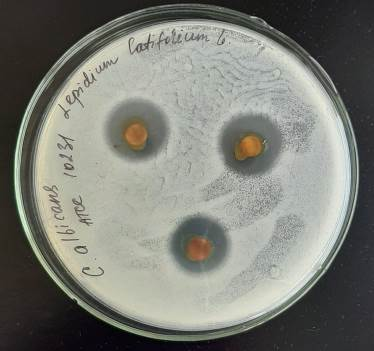 Lepidium latifolium L.
C. albicans
ATCC 10231